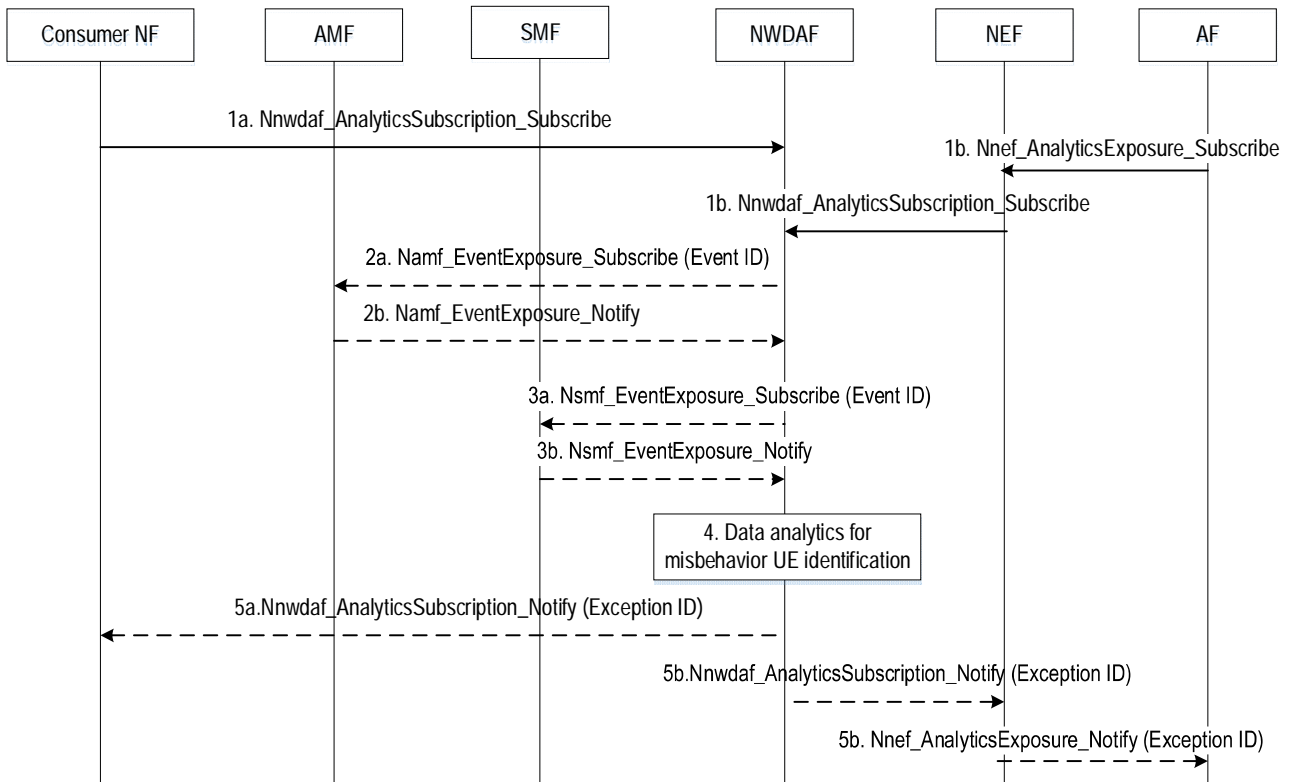 Consumer NF
AMF
SMF
NWDAF
NEF
AF
1a. Nnwdaf_AnalyticsSubscription_Subscribe
1b. Nnef_AnalyticsExposure_Subscribe
1b. Nnwdaf_AnalyticsSubscription_Subscribe
2a. Namf_EventExposure_Subscribe (Event ID)
2b. Namf_EventExposure_Notify
3a. Nsmf_EventExposure_Subscribe (Event ID)
3b. Nsmf_EventExposure_Notify
4. Data analytics for
misbehavior UE identification
5a.Nnwdaf_AnalyticsSubscription_Notify (Exception ID)
5b.Nnwdaf_AnalyticsSubscription_Notify (Exception ID)
5b. Nnef_AnalyticsExposure_Notify (Exception ID)